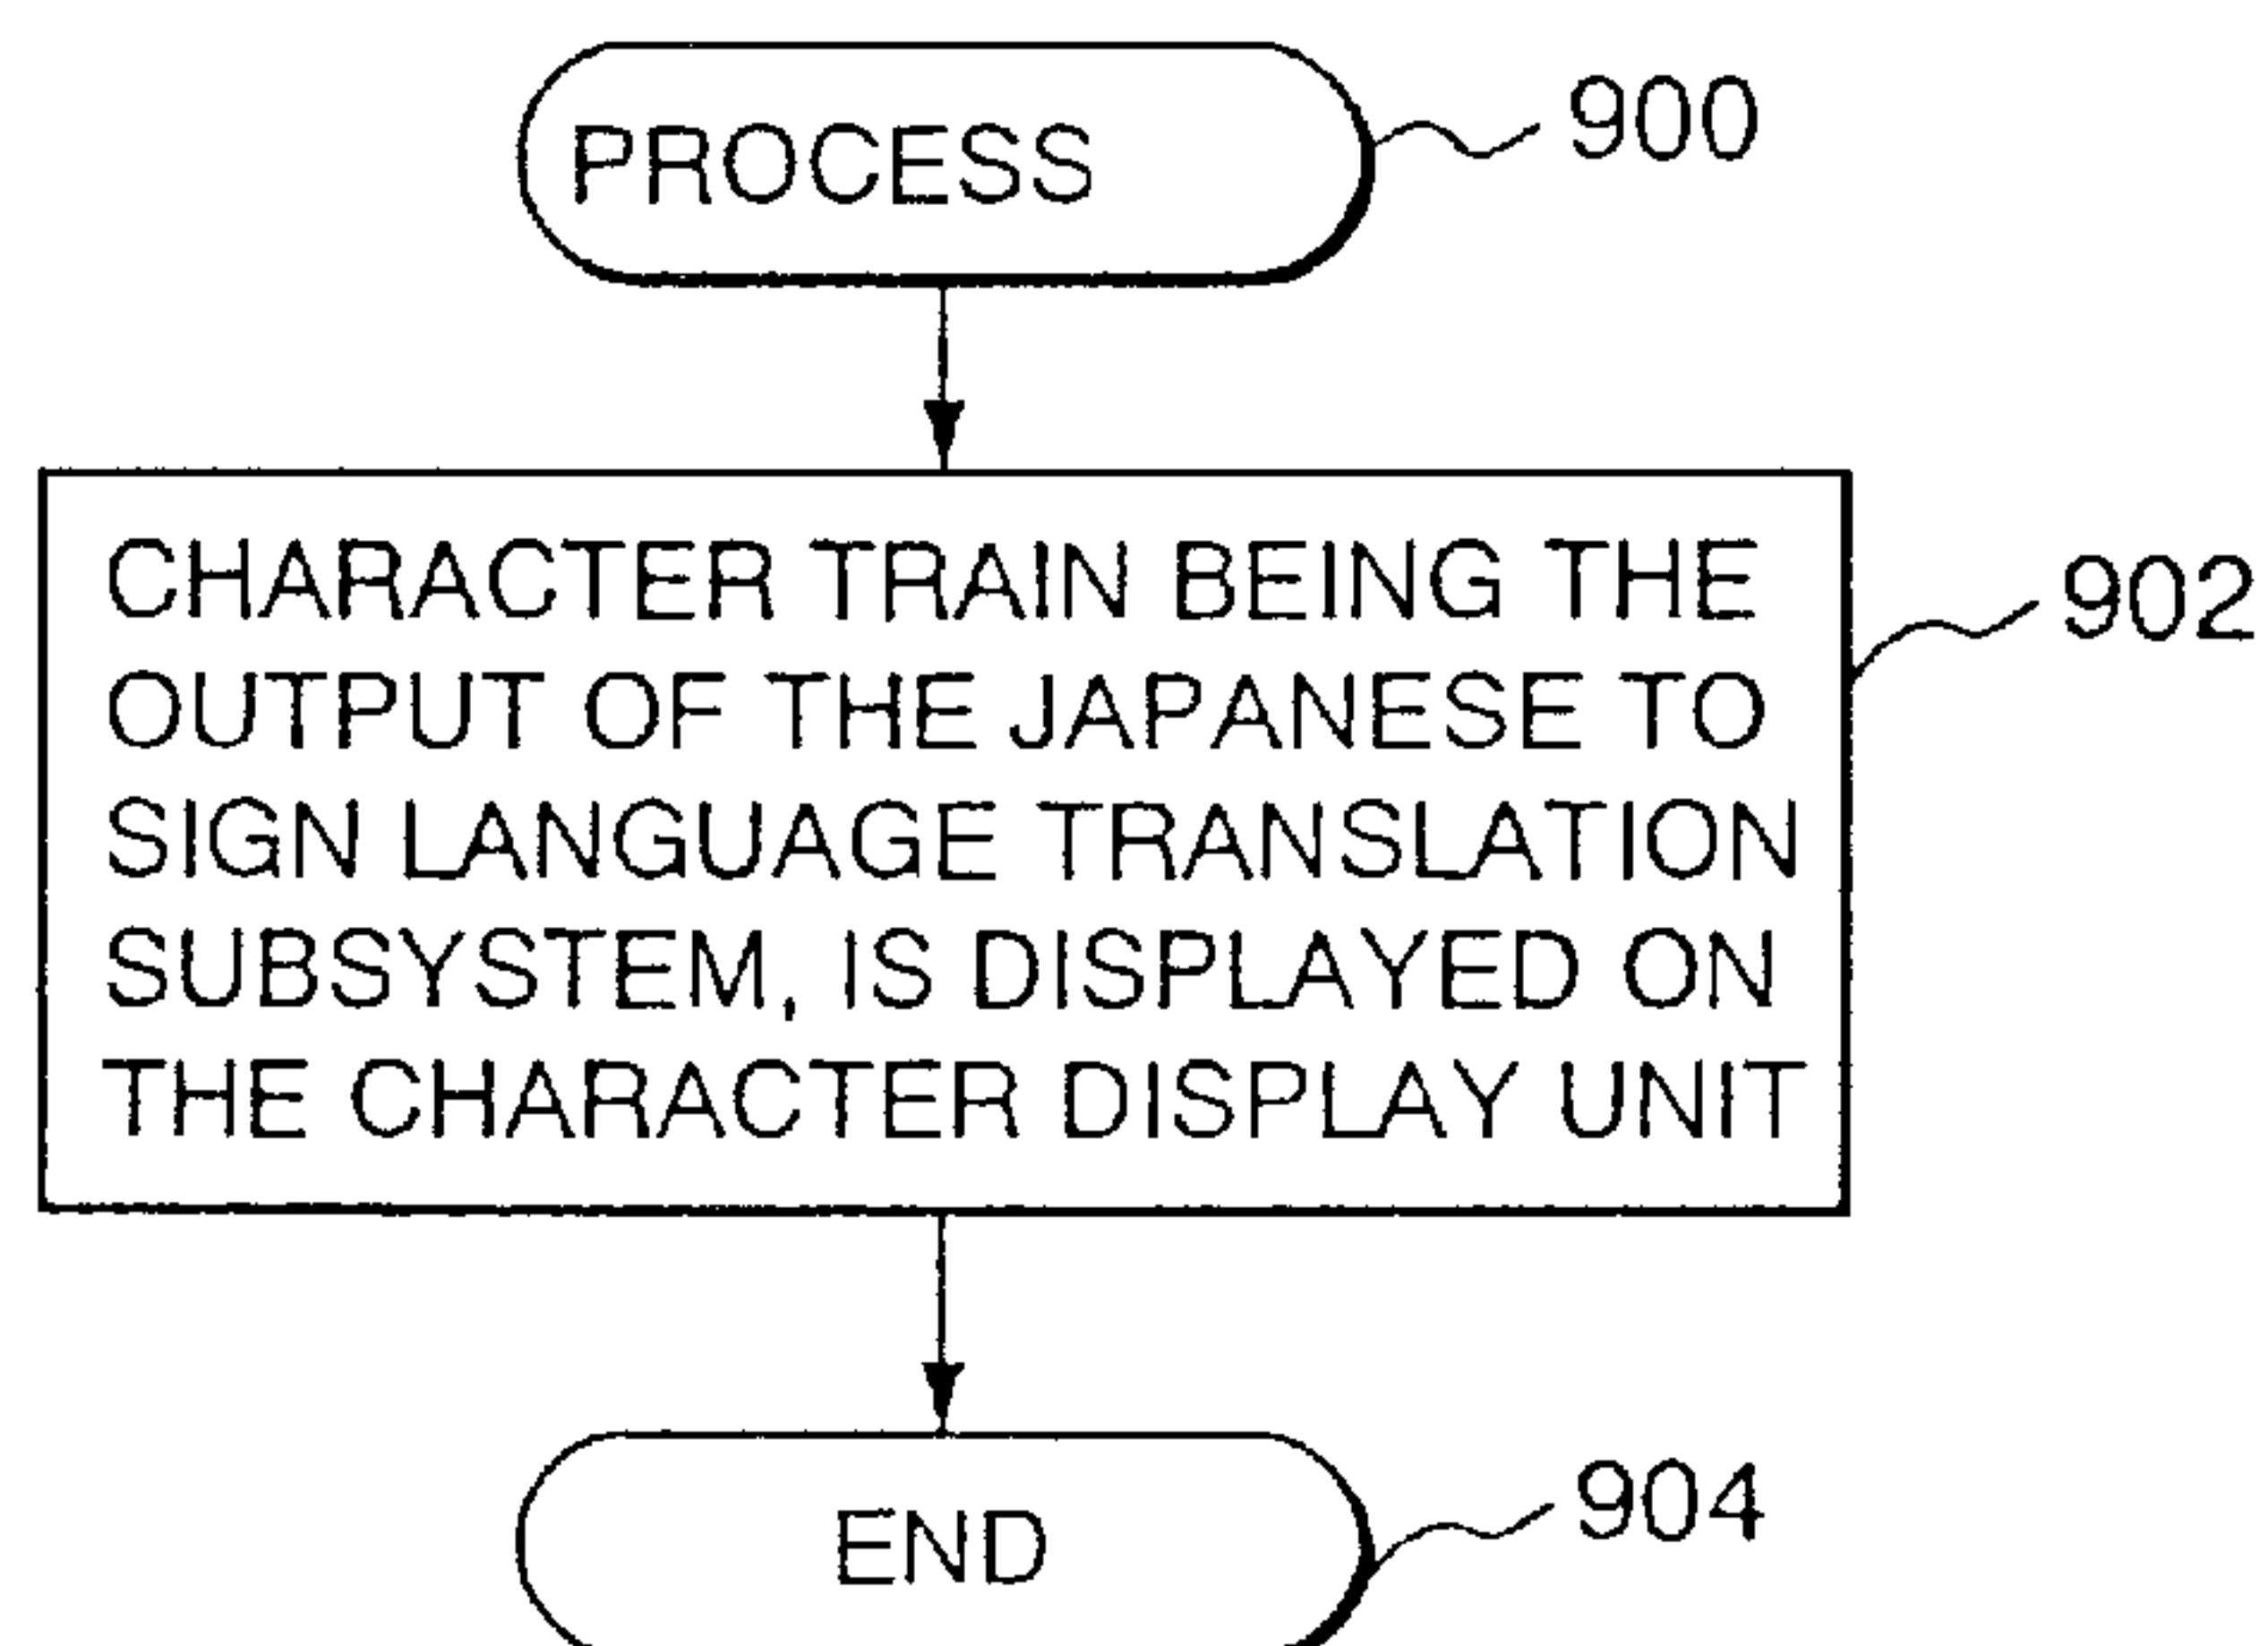 PROCESS
900
CHARACTER TRAIN BEING THE
OUTPUT OF THE JAPANESE TO
SIGN LANGUAGE TRANSLATION
SUBSYSTEM, IS DISPLAYED ON
THE CHARACTER DISPLAY UNIT
902
END
904